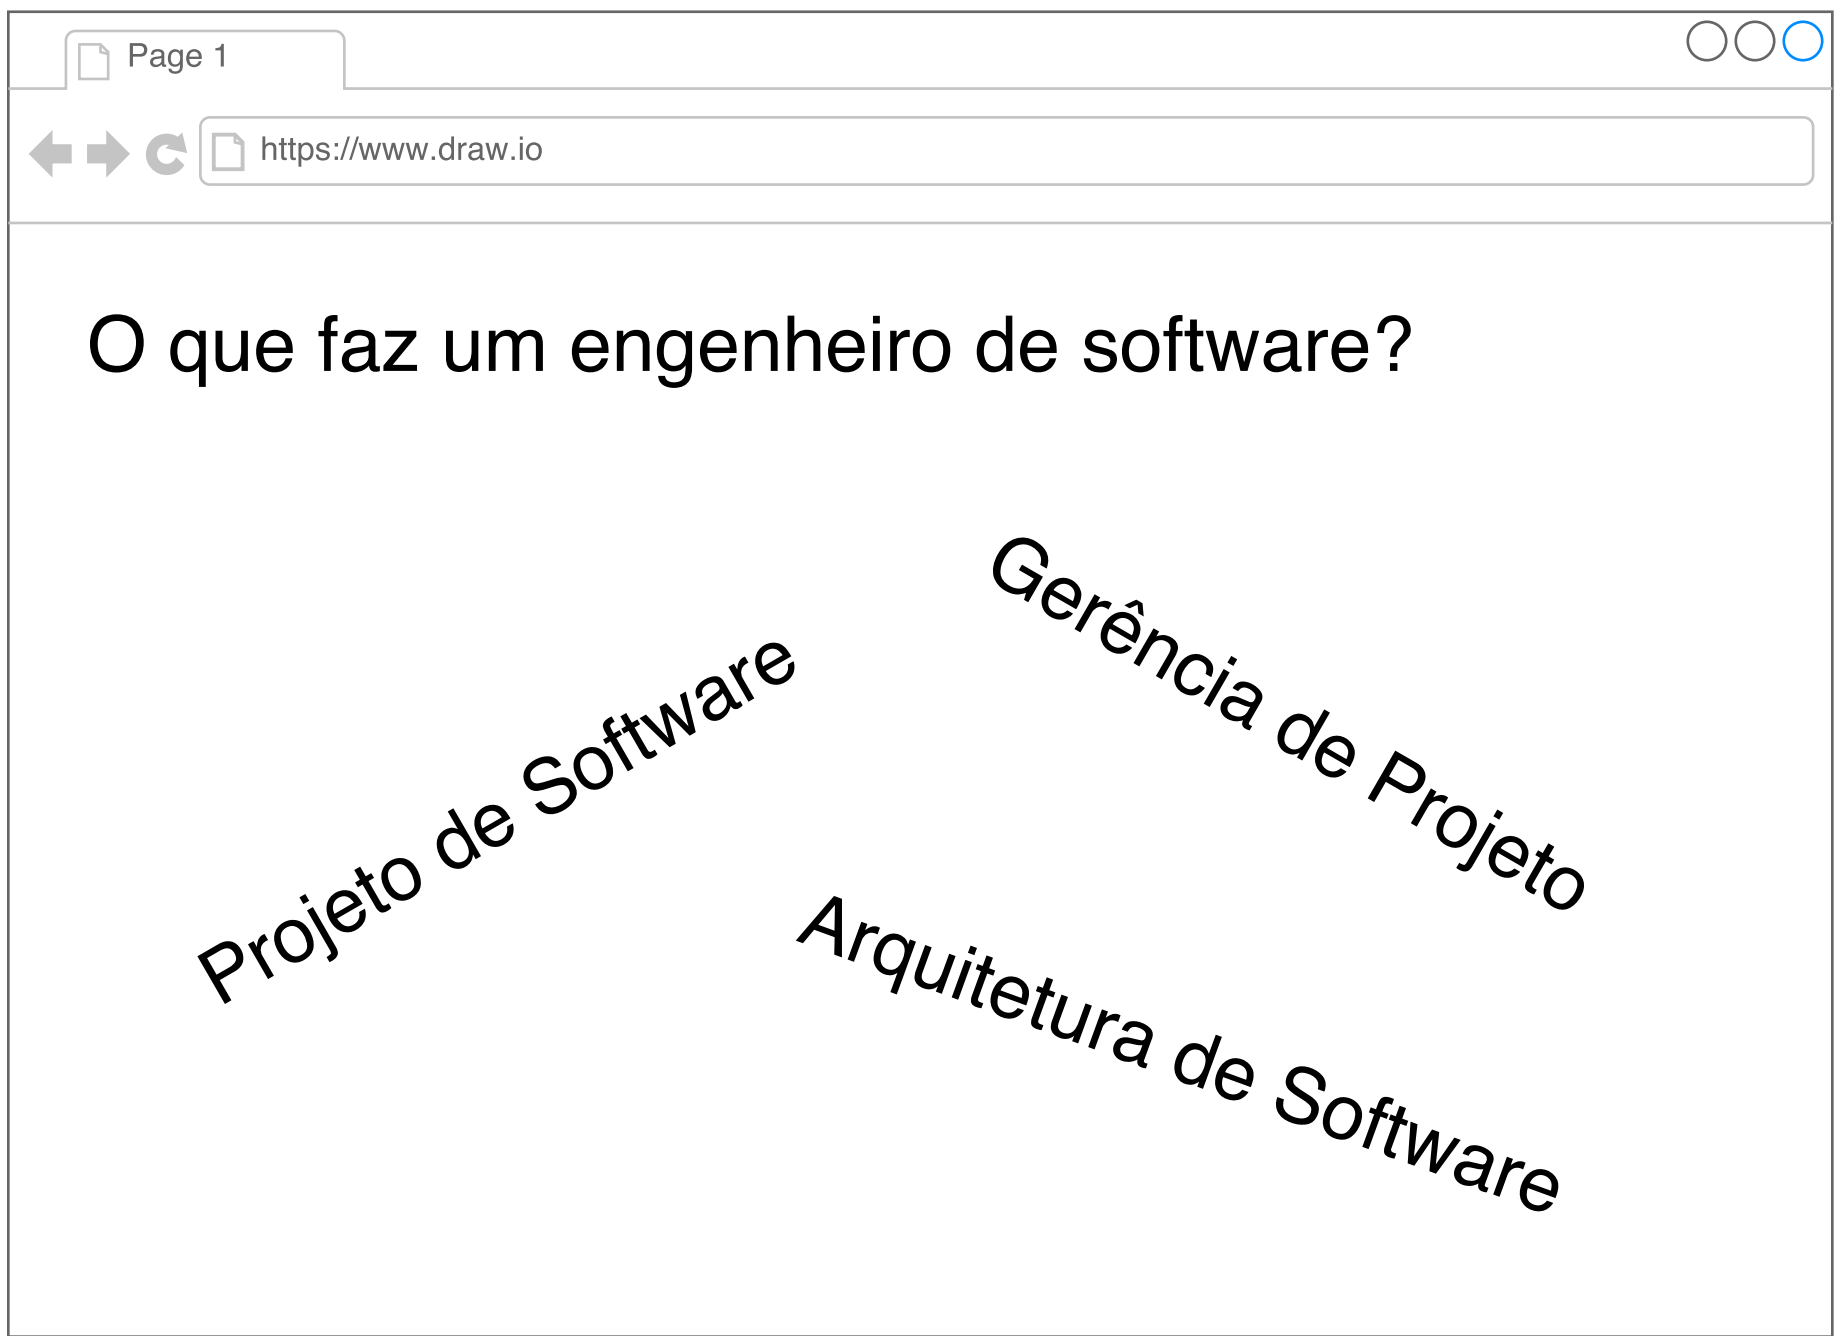 Page 1
https://www.draw.io
O que faz um engenheiro de software?
Gerência de Projeto
Projeto de Software
Arquitetura de Software